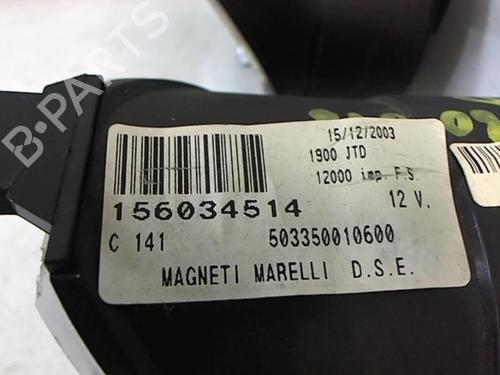 B-PARTS
15/12/2003
1900 JTD
12000 imp. F.S.
156034514
12 V.
C 141
503350010600
MAGNETI MARELLI D.S.E.